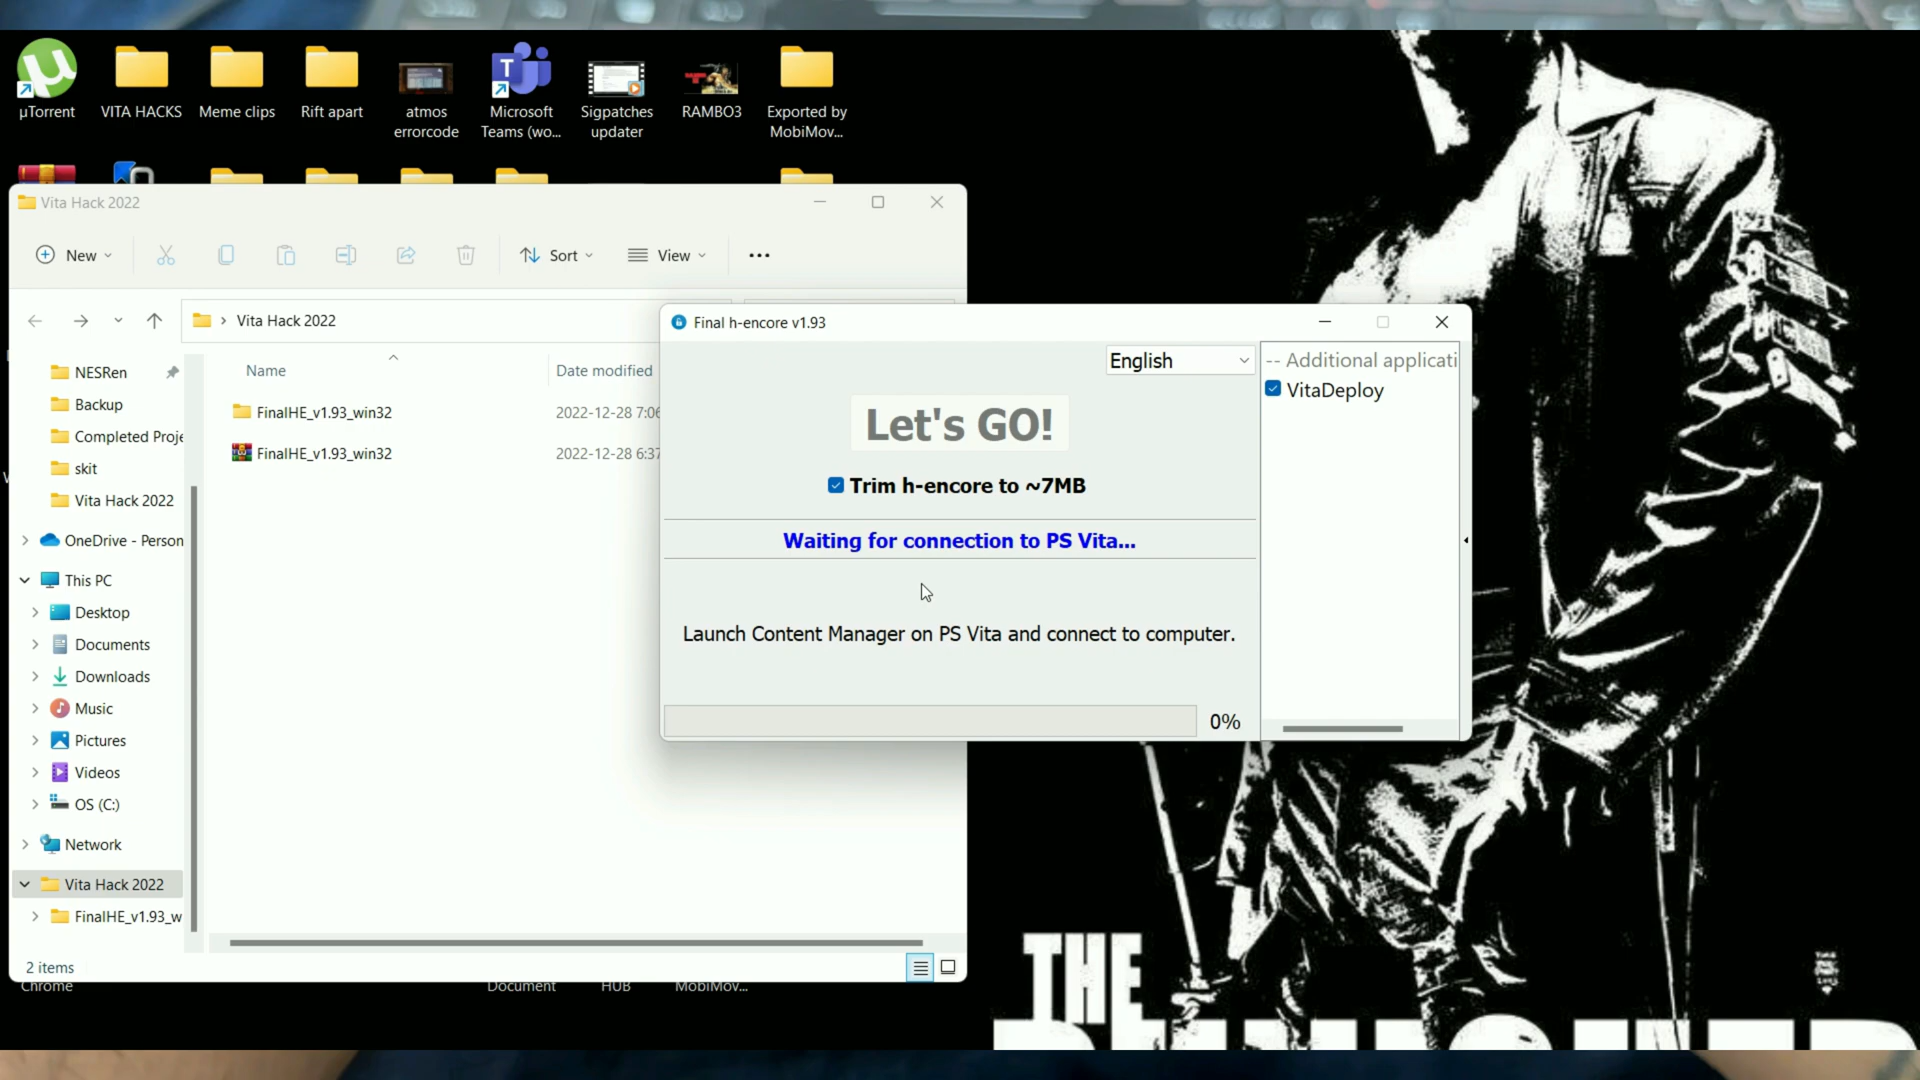 µTorrent
VITA HACKS
Meme clips
Rift apart
atmos
errorcode
Microsoft
Teams (wo...
Sigpatches
updater
RAMBO3
Exported by
MobiMov...
Vita Hack 2022
New
Sort
View
Vita Hack 2022
NESRen
Backup
Completed Proje
skit
Vita Hack 2022
OneDrive - Person
This PC
Desktop
Documents
Downloads
Music
Pictures
Videos
OS (C:)
Network
Vita Hack 2022
FinalHE_v1.93_w
Name
Date modified
FinalHE_v1.93_win32
2022-12-28 7:06
FinalHE_v1.93_win32
2022-12-28 6:37
2 items
Final h-encore v1.93
English
Let's GO!
Trim h-encore to ~7MB
Waiting for connection to PS Vita...
Launch Content Manager on PS Vita and connect to computer.
0%
-- Additional applicati
VitaDeploy
Chrome
Document
HUB
MobiMov...
THE